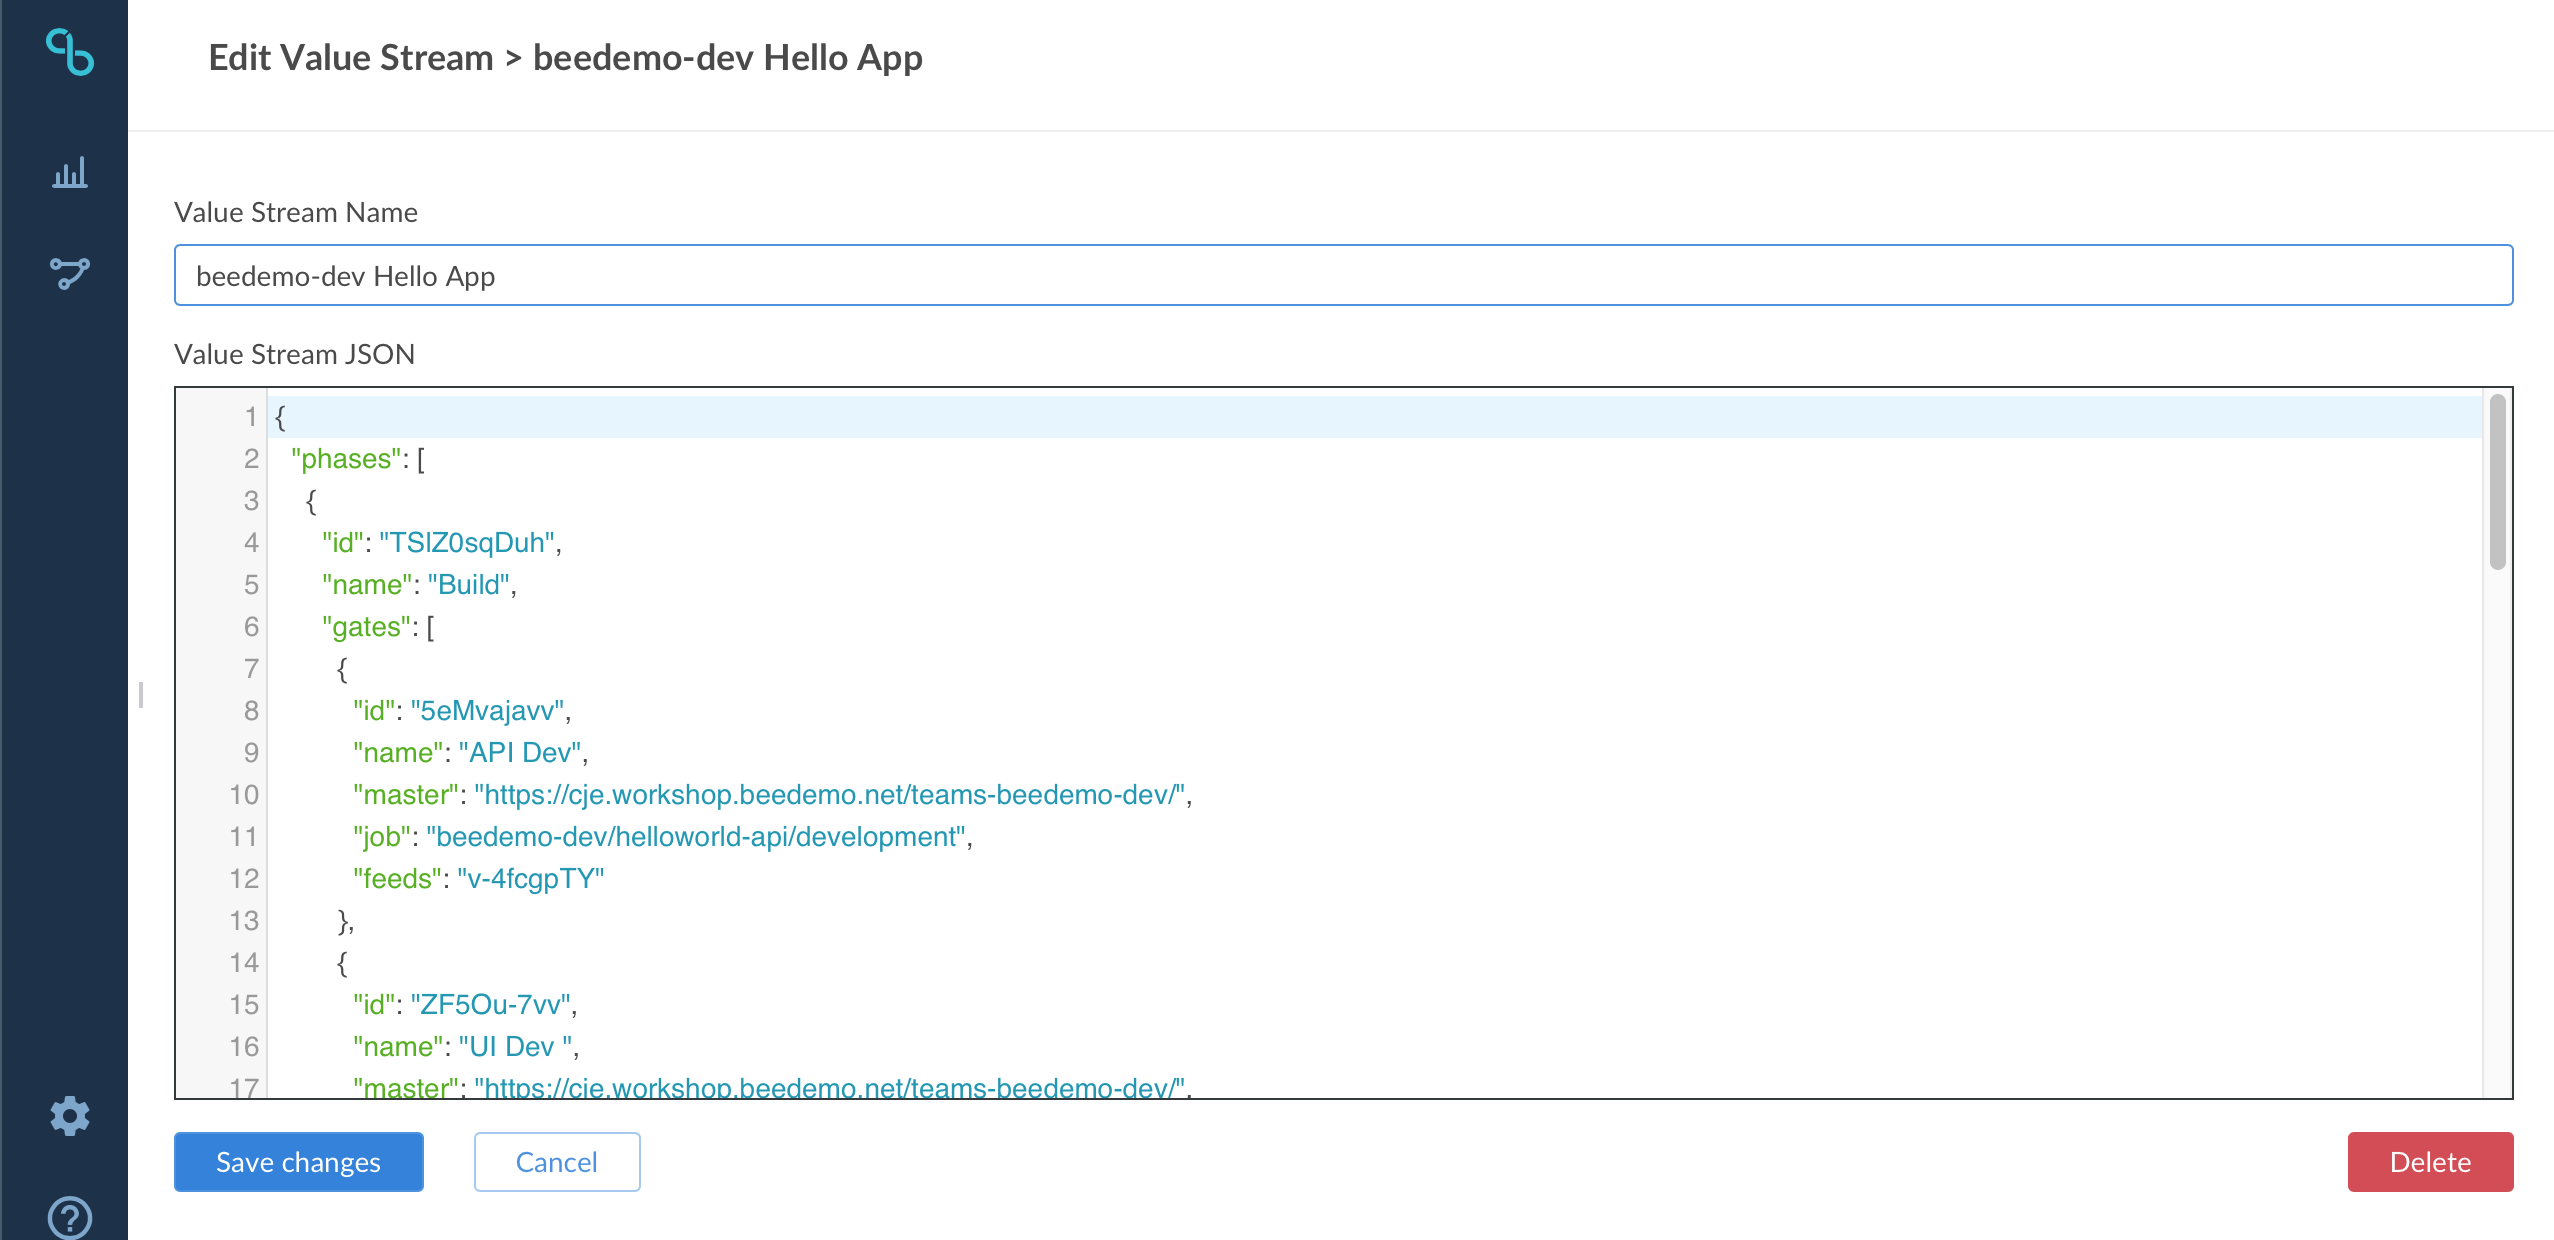 Edit Value Stream > beedemo-dev Hello App
Value Stream Name
beedemo-dev Hello App
Value Stream JSON
1 {
2 "phases": [
3 {
4 "id": "TSlZ0sqDuh",
5 "name": "Build",
6 "gates": [
7 {
8 "id": "5eMvajavv",
9 "name": "API Dev",
10 "master": "https://cje.workshop.beedemo.net/teams-beedemo-dev/",
11 "job": "beedemo-dev/helloworld-api/development",
12 "feeds": "v-4fcgpTY"
13 },
14 {
15 "id": "ZF5Ou-7vv",
16 "name": "UI Dev ",
17 "master": "https://cje.workshop.beedemo.net/teams-beedemo-dev/",
Save changes Cancel Delete